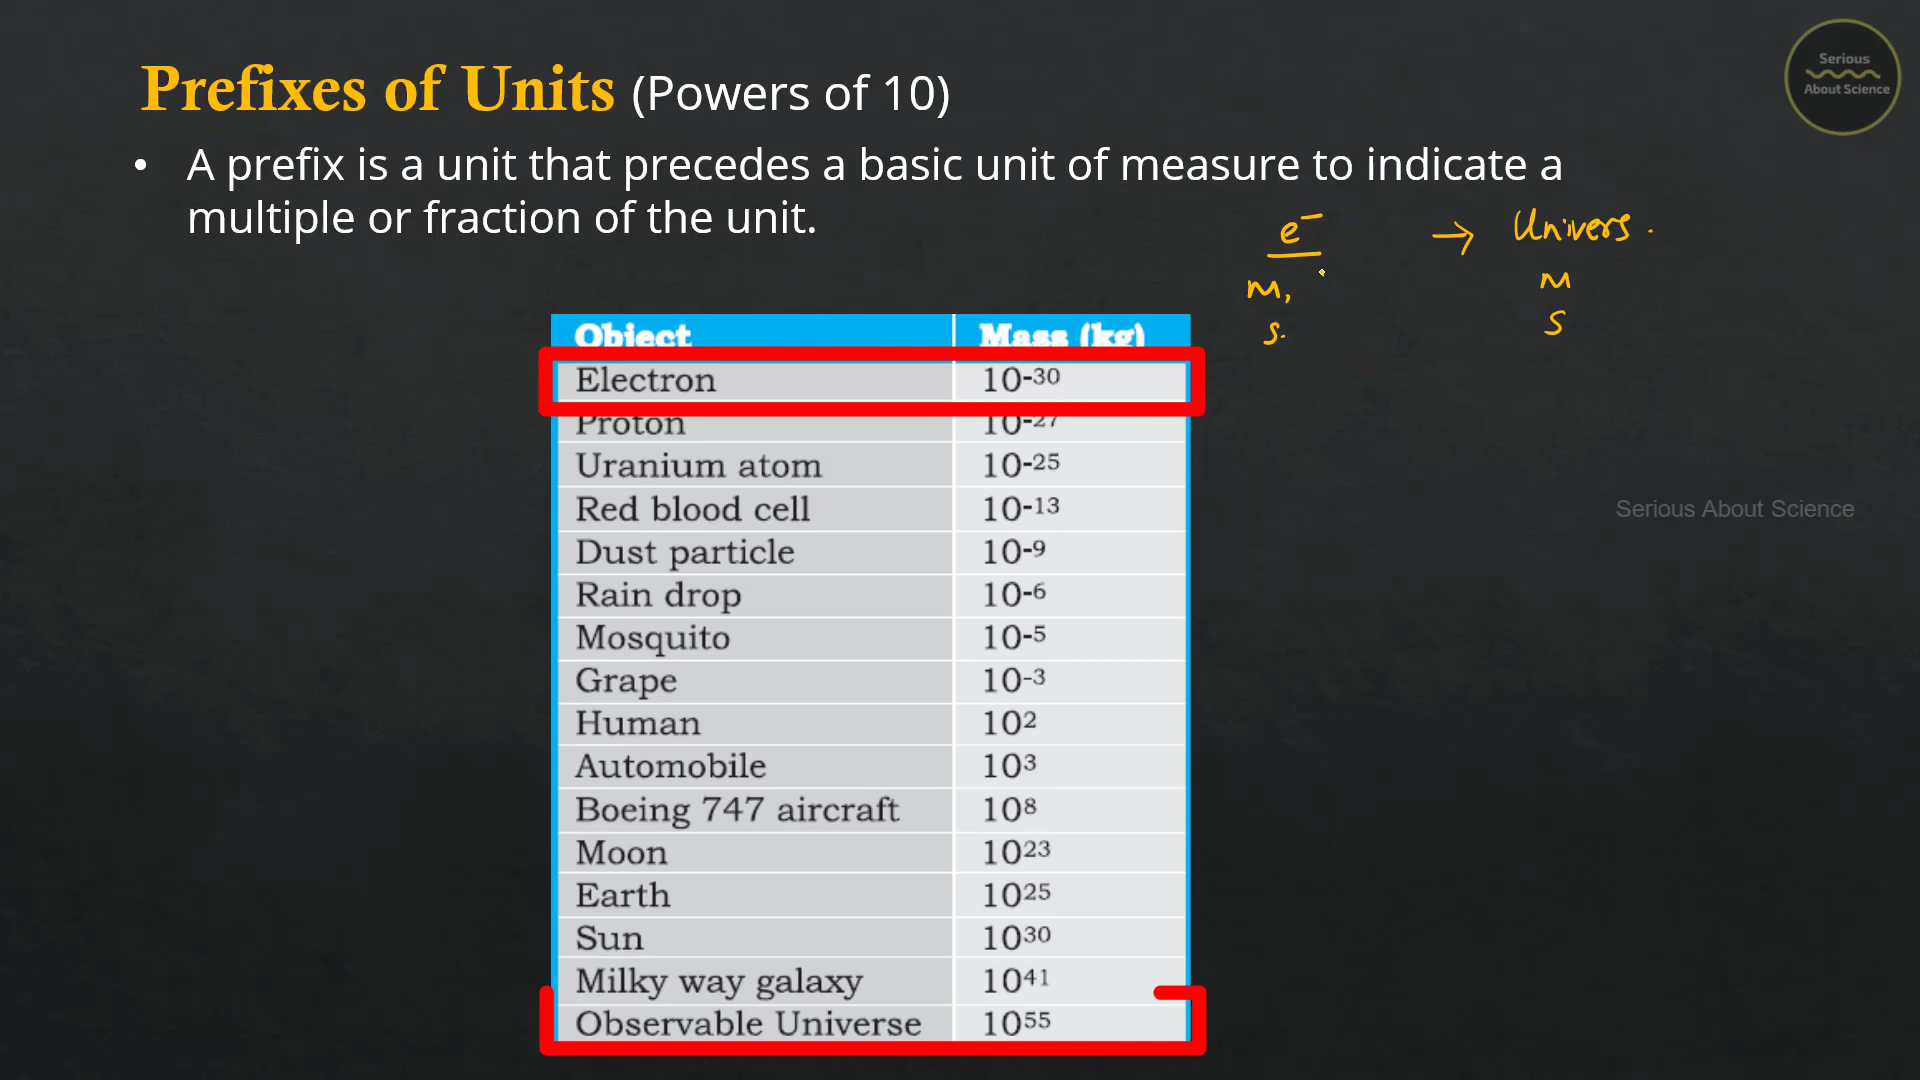 Serious
About Science
Prefixes of Units (Powers of 10)
• A prefix is a unit that precedes a basic unit of measure to indicate a
multiple or fraction of the unit.
e⁻ → Univers.
M, M
S. S
Object Mass (kg)
Electron 10⁻³⁰
Proton 10⁻²⁷
Uranium atom 10⁻²⁵
Red blood cell 10⁻¹³
Dust particle 10⁻⁹
Rain drop 10⁻⁶
Mosquito 10⁻⁵
Grape 10⁻³
Human 10²
Automobile 10³
Boeing 747 aircraft 10⁸
Moon 10²³
Earth 10²⁵
Sun 10³⁰
Milky way galaxy 10⁴¹
Observable Universe 10⁵⁵
Serious About Science